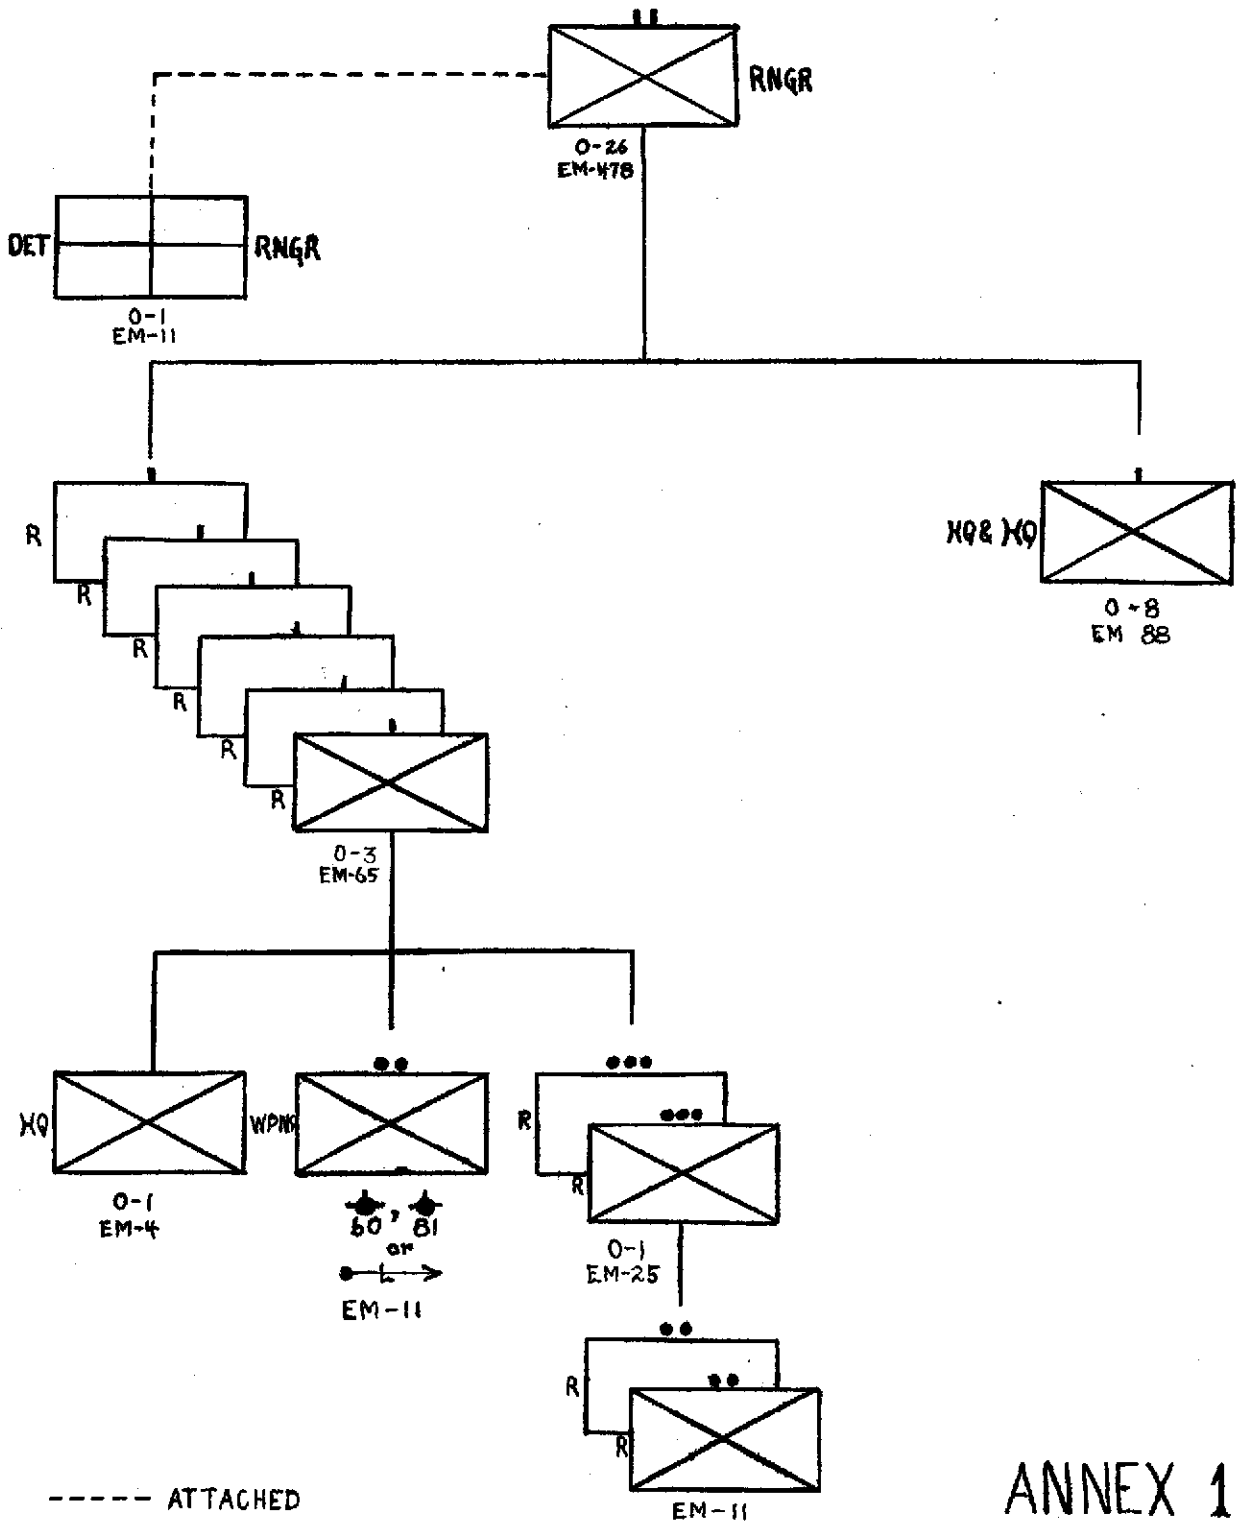 RNGR
O-26
EM-478
DET
RNGR
O-1
EM-11
R
R
R
R
R
R
HQ & HQ
O-8
EM 88
O-3
EM-65
HQ
O-1
EM-4
60, 81
or
EM-11
R
R
O-1
EM-25
R
R
EM-11
ATTACHED
ANNEX 1